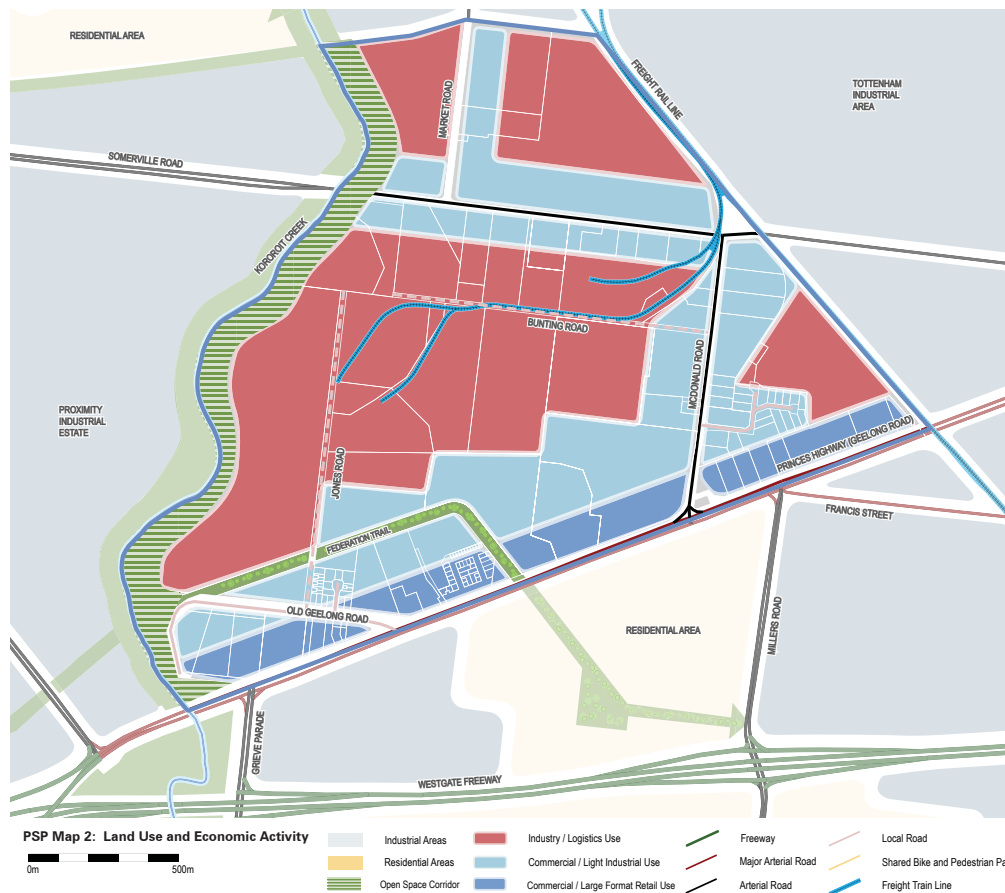 RESIDENTIAL AREA
TOTTENHAM
INDUSTRIAL
AREA
FREIGHT RAIL LINE
MARKET ROAD
SOMERVILLE ROAD
KOROROIT CREEK
BUNTING ROAD
MCDONALD ROAD
PROXIMITY
INDUSTRIAL
ESTATE
JONES ROAD
PRINCES HIGHWAY (GEELONG ROAD)
FRANCIS STREET
FEDERATION TRAIL
OLD GEELONG ROAD
RESIDENTIAL AREA
MILLERS ROAD
GRIEVE PARADE
WESTGATE FREEWAY
PSP Map 2: Land Use and Economic Activity
0m 500m
Industrial Areas
Residential Areas
Open Space Corridor
Industry / Logistics Use
Commercial / Light Industrial Use
Commercial / Large Format Retail Use
Freeway
Major Arterial Road
Arterial Road
Local Road
Shared Bike and Pedestrian Pa
Freight Train Line